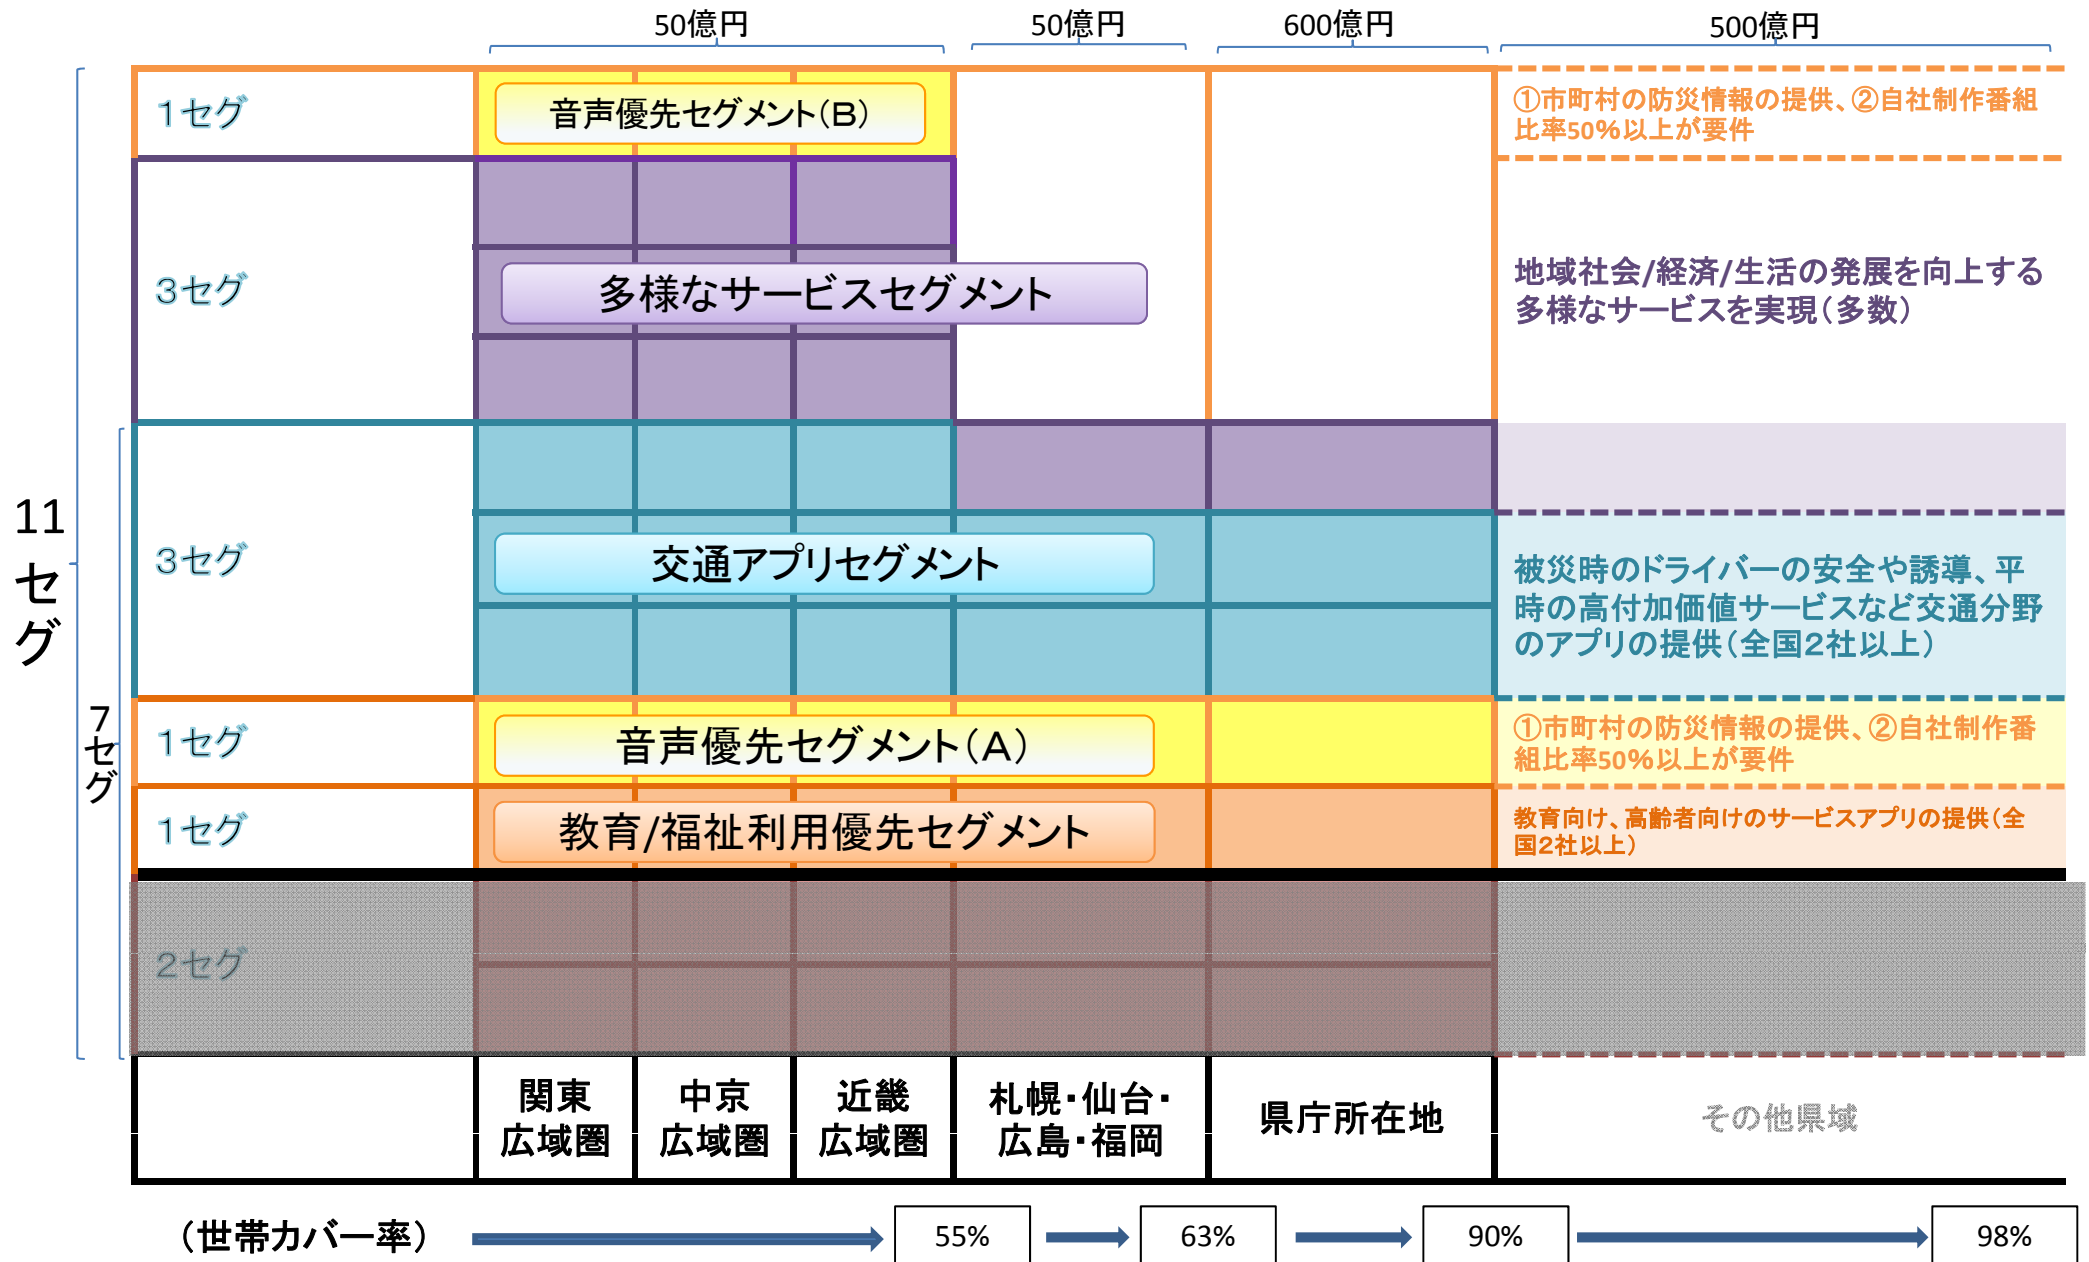 50億円
50億円
600億円
500億円
11
セ
グ
7
セ
グ
1セグ
音声優先セグメント(B)
①市町村の防災情報の提供、②自社制作番組
比率50%以上が要件
3セグ
多様なサービスセグメント
地域社会/経済/生活の発展を向上する
多様なサービスを実現(多数)
3セグ
交通アプリセグメント
被災時のドライバーの安全や誘導、平
時の高付加価値サービスなど交通分野
のアプリの提供(全国2社以上)
1セグ
音声優先セグメント(A)
①市町村の防災情報の提供、②自社制作番
組比率50%以上が要件
1セグ
教育/福祉利用優先セグメント
教育向け、高齢者向けのサービスアプリの提供(全
国2社以上)
2セグ
関東
広域圏
中京
広域圏
近畿
広域圏
札幌・仙台・
広島・福岡
県庁所在地
その他県域
(世帯カバー率)
55%
63%
90%
98%